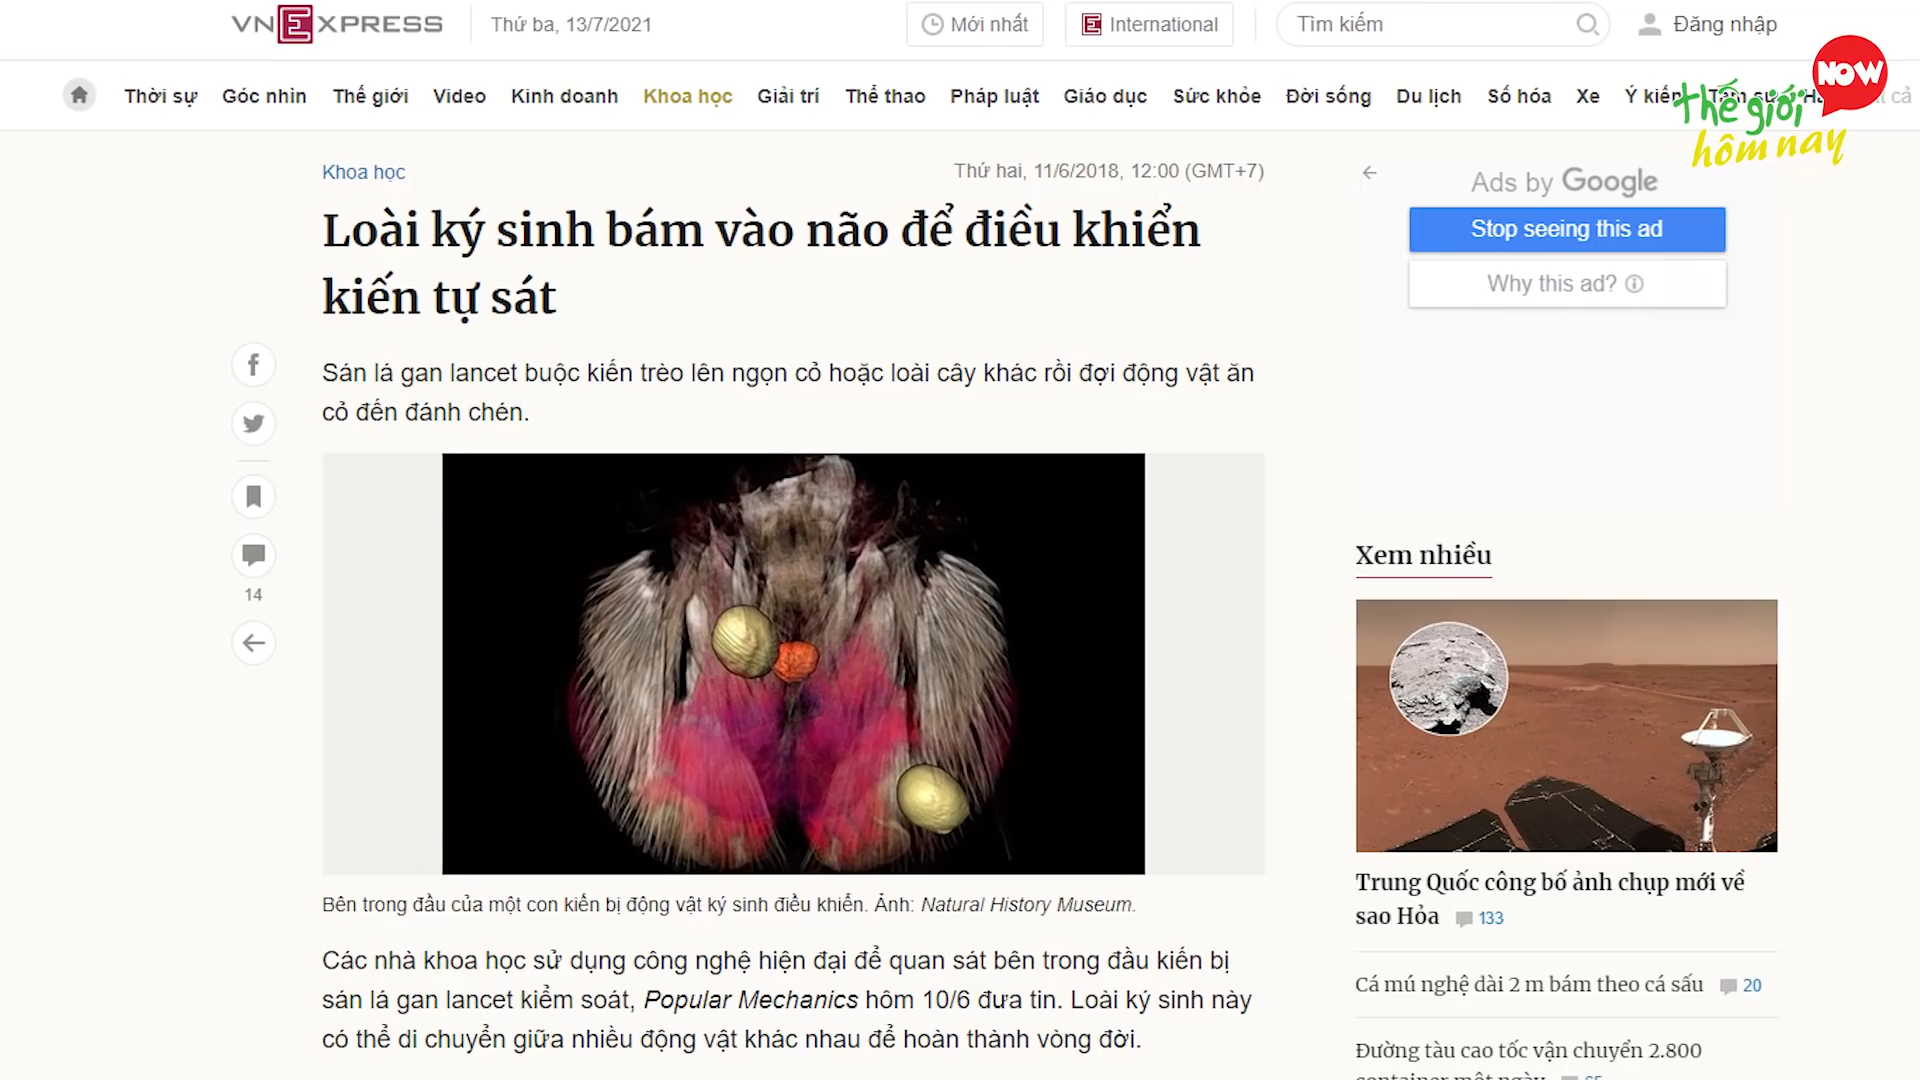 VNEXPRESS
Thứ ba, 13/7/2021
Mới nhất
International
Tìm kiếm
Đăng nhập
NOW
thế giới
hôm nay
Thời sự Góc nhìn Thế giới Video Kinh doanh Khoa học Giải trí Thể thao Pháp luật Giáo dục Sức khỏe Đời sống Du lịch Số hóa Xe Ý kiến Tâm sự
Khoa học
Thứ hai, 11/6/2018, 12:00 (GMT+7)
Loài ký sinh bám vào não để điều khiển
kiến tự sát
Sán lá gan lancet buộc kiến trèo lên ngọn cỏ hoặc loài cây khác rồi đợi động vật ăn
cỏ đến đánh chén.
14
Bên trong đầu của một con kiến bị động vật ký sinh điều khiển. Ảnh: Natural History Museum.
Các nhà khoa học sử dụng công nghệ hiện đại để quan sát bên trong đầu kiến bị
sán lá gan lancet kiểm soát, Popular Mechanics hôm 10/6 đưa tin. Loài ký sinh này
có thể di chuyển giữa nhiều động vật khác nhau để hoàn thành vòng đời.
Ads by Google
Stop seeing this ad
Why this ad?
Xem nhiều
Trung Quốc công bố ảnh chụp mới về
sao Hỏa 133
Cá mú nghệ dài 2 m bám theo cá sấu 20
Đường tàu cao tốc vận chuyển 2.800
container một ngày 65